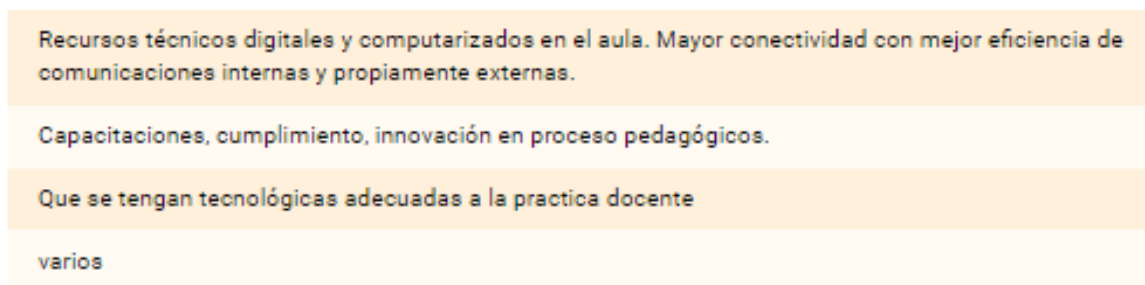 Recursos técnicos digitales y computarizados en el aula. Mayor conectividad con mejor eficiencia de
comunicaciones internas y propiamente externas.
Capacitaciones, cumplimiento, innovación en proceso pedagógicos.
Que se tengan tecnológicas adecuadas a la practica docente
varios